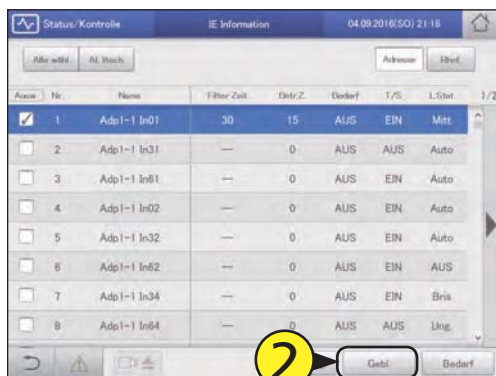 Status/Kontrolle IE Information 04.09.2016(SO) 21:18
Alle wähl Al. lösch. Adresse
Ausw. Nr. Name Filter Zeit Betr.Z. Bedarf T/S L.Stat. 1/2
1 Adp1-1 In01 30 15 AUS EIN Mitt
2 Adp1-1 In31 — 0 AUS AUS Auto
3 Adp1-1 In61 — 0 AUS EIN Auto
4 Adp1-1 In02 — 0 AUS EIN Auto
5 Adp1-1 In32 — 0 AUS EIN Auto
6 Adp1-1 In62 — 0 AUS EIN AUS
7 Adp1-1 In34 — 0 AUS EIN Bris
8 Adp1-1 In64 — 0 AUS AUS Ung.
2 Gebl. Bedarf